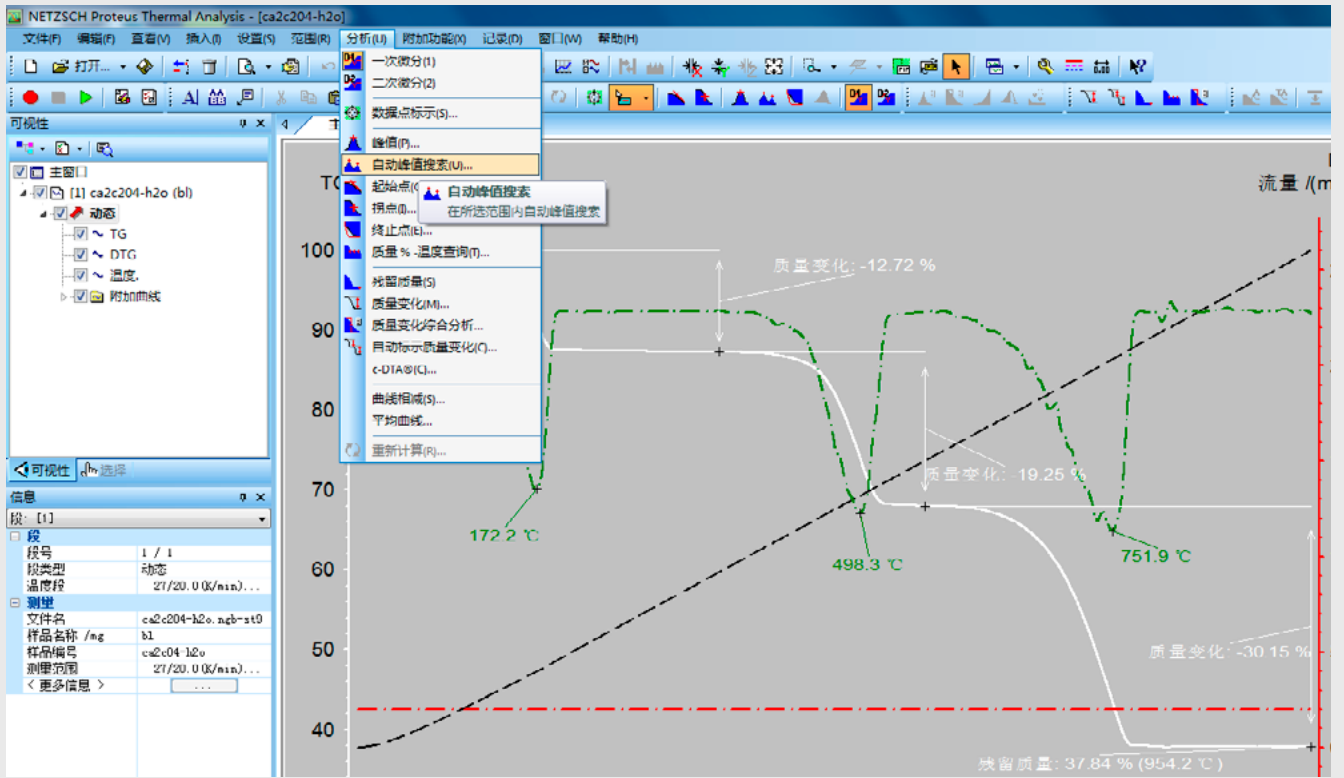 NETZSCH Proteus Thermal Analysis - [ca2c204-h2o]
文件(F) 编辑(E) 查看(V) 插入(I) 设置(S) 范围(R) 分析(U) 附加功能(X) 记录(D) 窗口(W) 帮助(H)
打开...
一次微分(1)
二次微分(2)
数据点标示(S)...
峰值(P)...
自动峰值搜索(U)...
起始点(
拐点(I)...
终止点(E)...
质量 % -温度查询(T)...
残留质量(S)
质量变化(M)...
质量变化综合分析...
自动标示质量变化(C)...
c-DTA®(C)...
曲线相减(S)...
平均曲线...
重新计算(R)...
自动峰值搜索
在所选范围内自动峰值搜索
可视性
主窗口
[1] ca2c204-h2o (bl)
动态
TG
DTG
温度.
附加曲线
可视性 选择
信息
段: [1]
段
段号 1 / 1
段类型 动态
温度段 27/20.0(K/min)...
测量
文件名 ca2c204-h2o.ngb-st9
样品名称 /mg bl
样品编号 ca2c04-h2o
测量范围 27/20.0(K/min)...
< 更多信息 > ...
TG
流量 /(m
100
90
80
70
60
50
40
质量变化: -12.72 %
质量变化: -19.25 %
172.2 ℃
498.3 ℃
751.9 ℃
质量变化: -30.15 %
残留质量: 37.84 % (954.2 ℃)